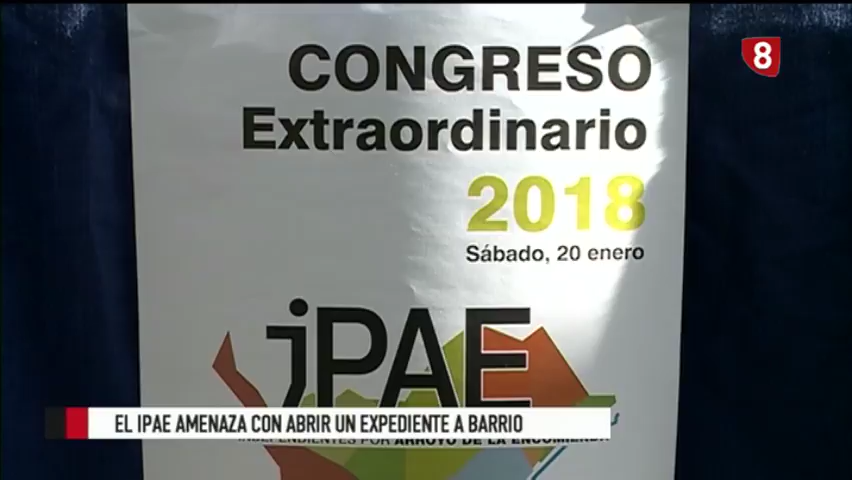 CONGRESO
Extraordinario
2018
Sábado, 20 enero
iPAE
EL IPAE AMENAZA CON ABRIR UN EXPEDIENTE A BARRIO
INDEPENDIENTES POR ARROYO DE LA ENCOMIENDA
8